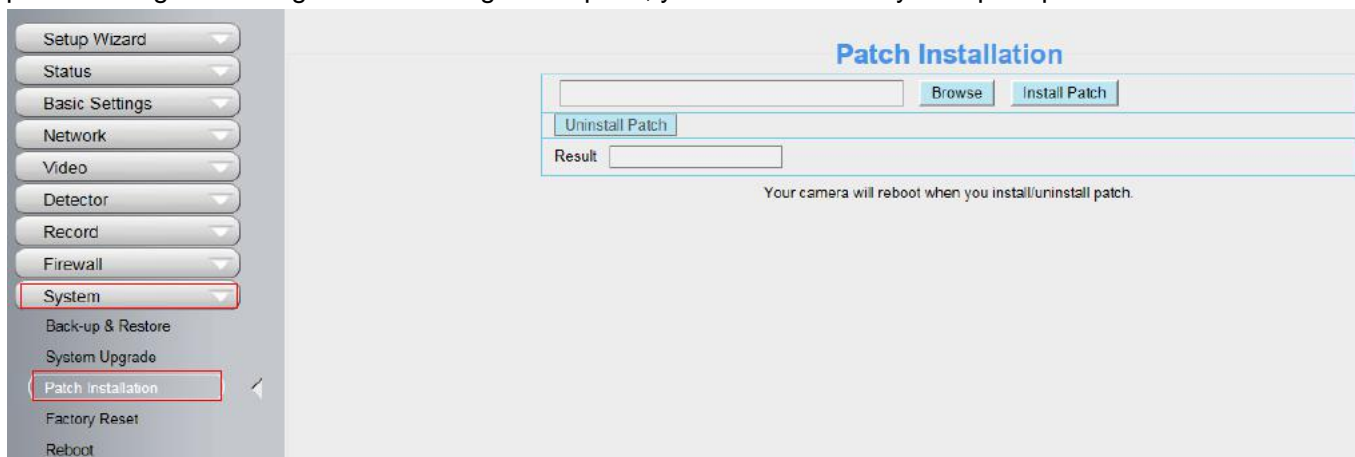 Setup Wizard
Status
Basic Settings
Network
Video
Detector
Record
Firewall
System
Back-up & Restore
System Upgrade
Patch Installation
Factory Reset
Reboot
Patch Installation
Browse
Install Patch
Uninstall Patch
Result
Your camera will reboot when you install/uninstall patch.